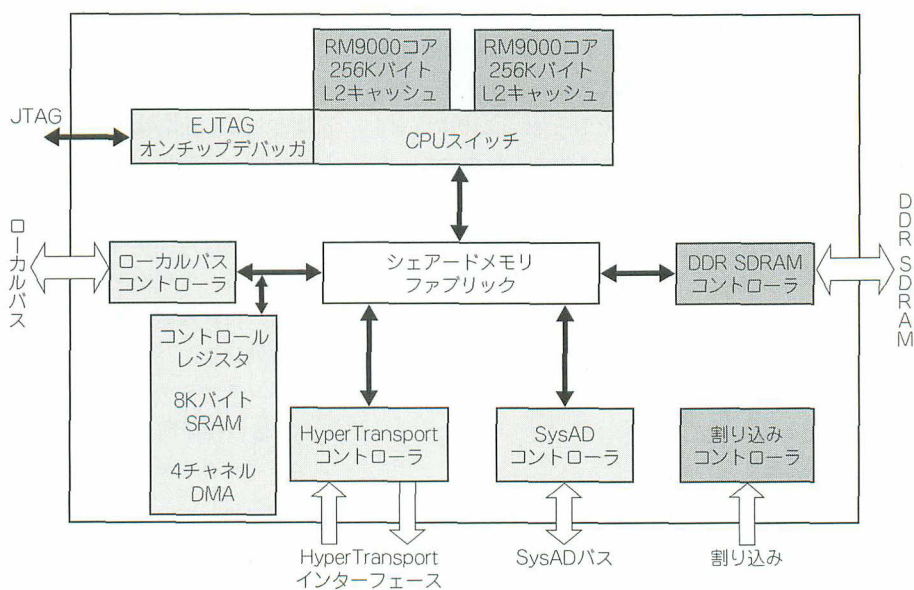 RM9000コア
256Kバイト
L2キャッシュ
RM9000コア
256Kバイト
L2キャッシュ
JTAG
EJTAG
オンチップデバッガ
CPUスイッチ
ローカルバス
ローカルバス
コントローラ
シェアードメモリ
ファブリック
DDR SDRAM
コントローラ
DDR SDRAM
コントロール
レジスタ
8Kバイト
SRAM
4チャネル
DMA
HyperTransport
コントローラ
SysAD
コントローラ
割り込み
コントローラ
HyperTransport
インターフェース
SysADバス
割り込み